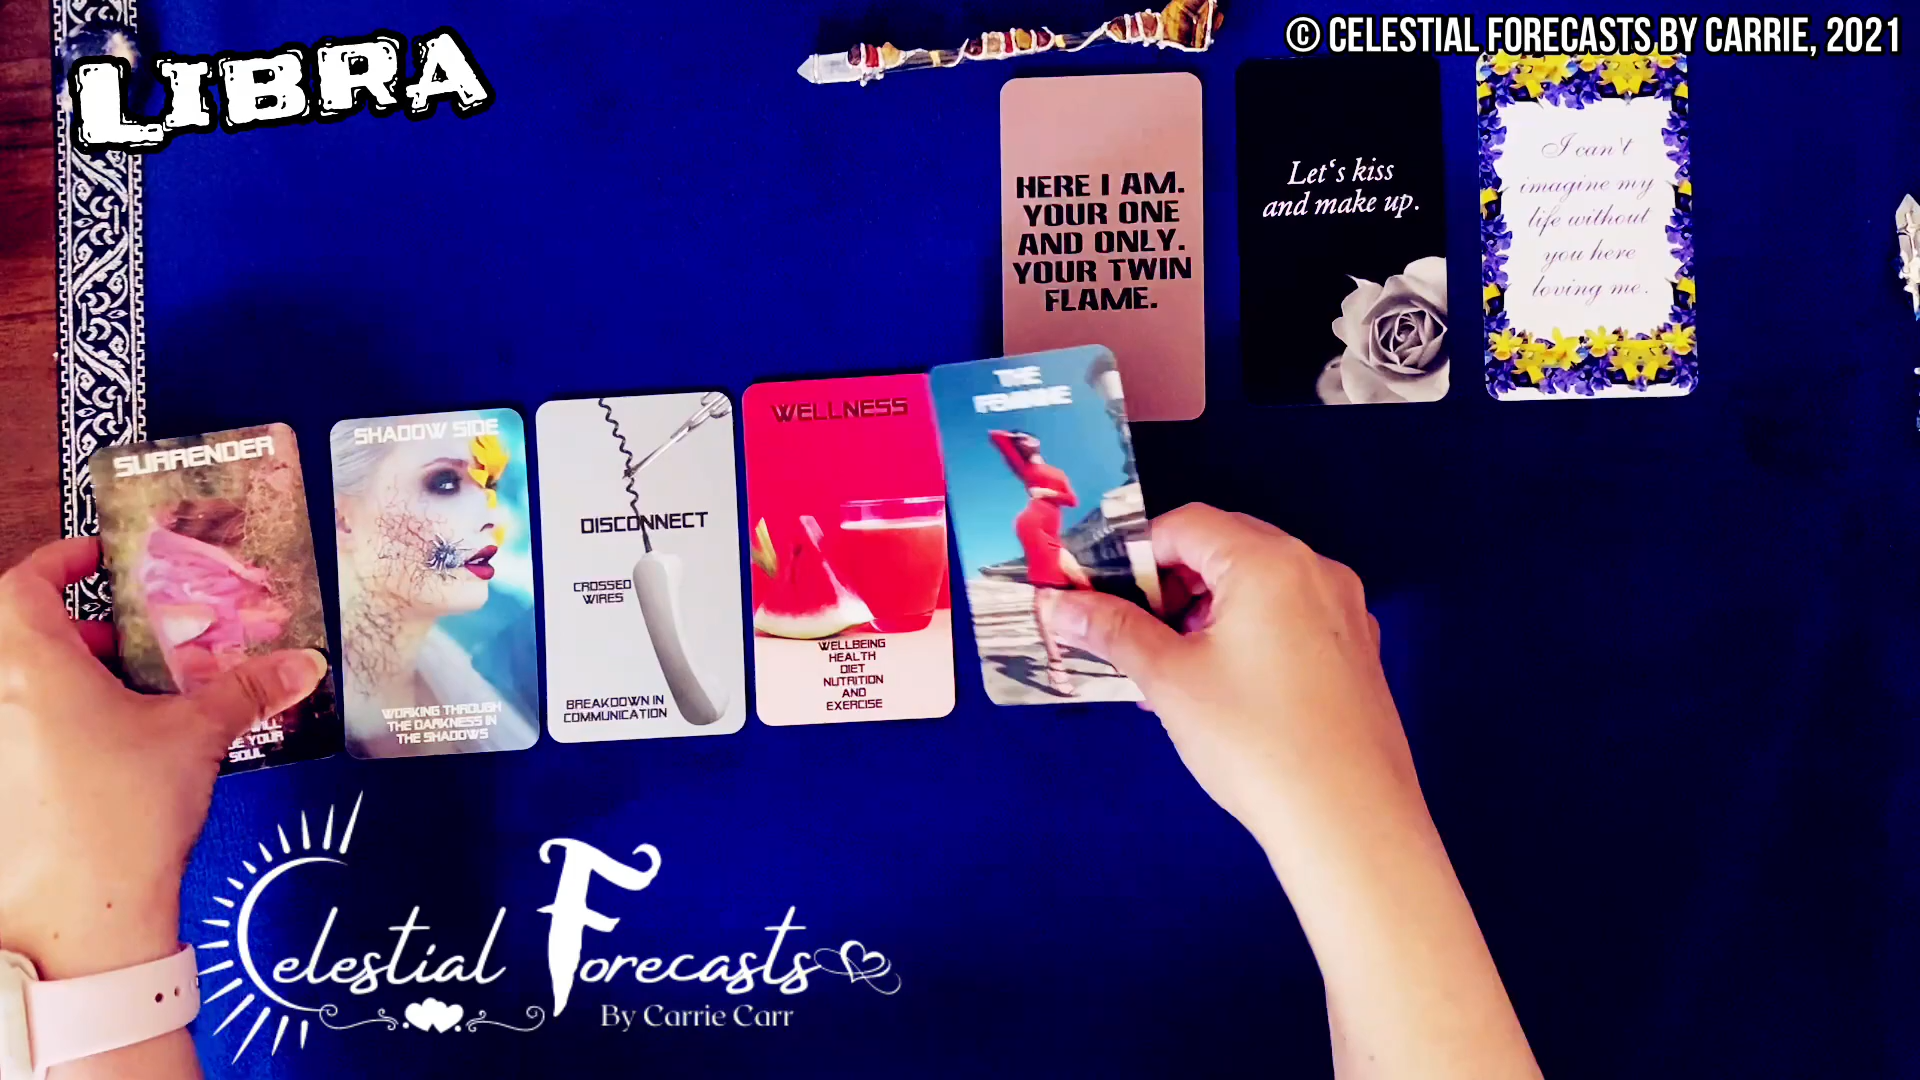 LIBRA
© CELESTIAL FORECASTS BY CARRIE, 2021
HERE I AM.
YOUR ONE
AND ONLY.
YOUR TWIN
FLAME.
Let's kiss
and make up.
I can't
imagine my
life without
you here
loving me.
SURRENDER
YOUR
SOUL
SHADOW SIDE
WORKING THROUGH
THE DARKNESS IN
THE SHADOWS
DISCONNECT
CROSSED
WIRES
BREAKDOWN IN
COMMUNICATION
WELLNESS
WELLBEING
HEALTH
DIET
NUTRITION
AND
EXERCISE
THE
Celestial Forecasts
By Carrie Carr